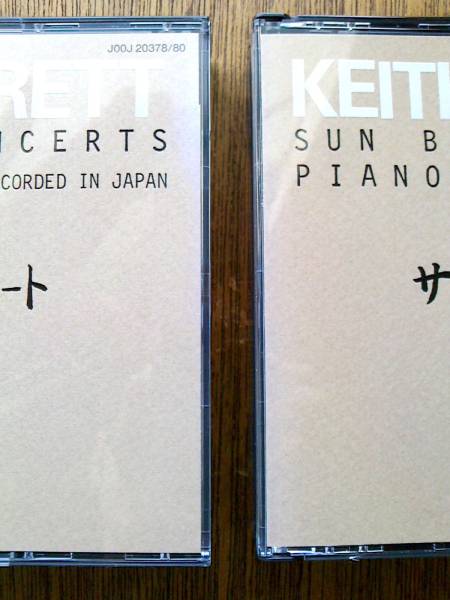 J00J 20378/80
RETT
NCERTS
CORDED IN JAPAN
ート
KEITH
SUN B
PIANO
サ